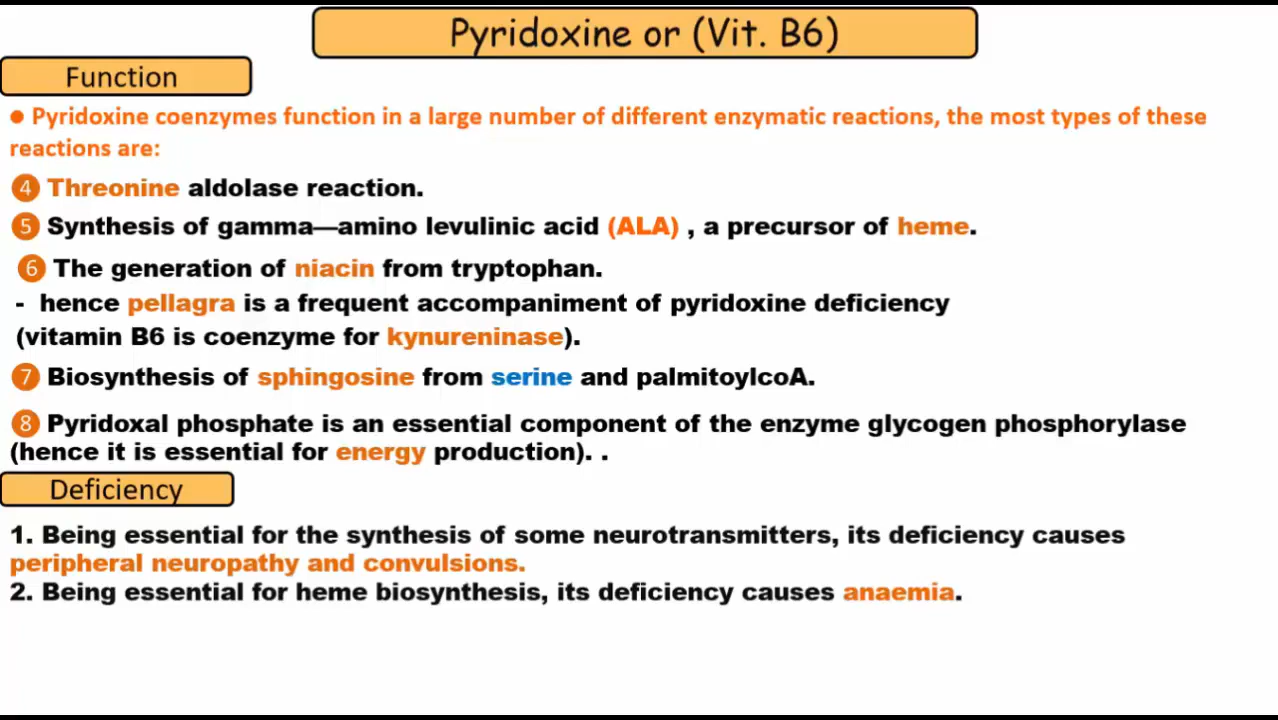 Pyridoxine or (Vit. B6)
Function
● Pyridoxine coenzymes function in a large number of different enzymatic reactions, the most types of these
reactions are:
4 Threonine aldolase reaction.
5 Synthesis of gamma—amino levulinic acid (ALA) , a precursor of heme.
6 The generation of niacin from tryptophan.
- hence pellagra is a frequent accompaniment of pyridoxine deficiency
(vitamin B6 is coenzyme for kynureninase).
7 Biosynthesis of sphingosine from serine and palmitoylcoA.
8 Pyridoxal phosphate is an essential component of the enzyme glycogen phosphorylase
(hence it is essential for energy production). .
Deficiency
1. Being essential for the synthesis of some neurotransmitters, its deficiency causes
peripheral neuropathy and convulsions.
2. Being essential for heme biosynthesis, its deficiency causes anaemia.